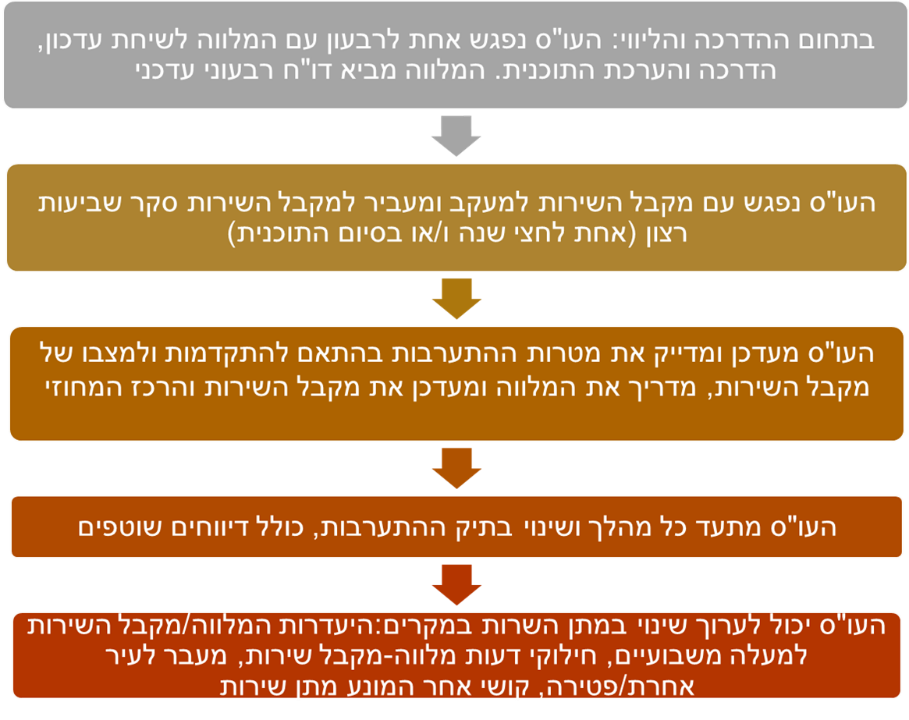 בתחום ההדרכה והליווי: העו"ס נפגש אחת לרבעון עם המלווה לשיחת עדכון,
הדרכה והערכת התוכנית. המלווה מביא דו"ח רבעוני עדכני
העו"ס נפגש עם מקבל השירות למעקב ומעביר למקבל השירות סקר שביעות
רצון (אחת לחצי שנה ו/או בסיום התוכנית)
העו"ס מעדכן ומדייק את מטרות ההתערבות בהתאם להתקדמות ולמצבו של
מקבל השירות, מדריך את המלווה ומעדכן את מקבל השירות והרכז המחוזי
העו"ס מתעד כל מהלך ושינוי בתיק ההתערבות, כולל דיווחים שוטפים
העו"ס יכול לערוך שינוי במתן השרות במקרים:היעדרות המלווה/מקבל השירות
למעלה משבועיים, חילוקי דעות מלווה-מקבל שירות, מעבר לעיר
אחרת/פטירה, קושי אחר המונע מתן שירות